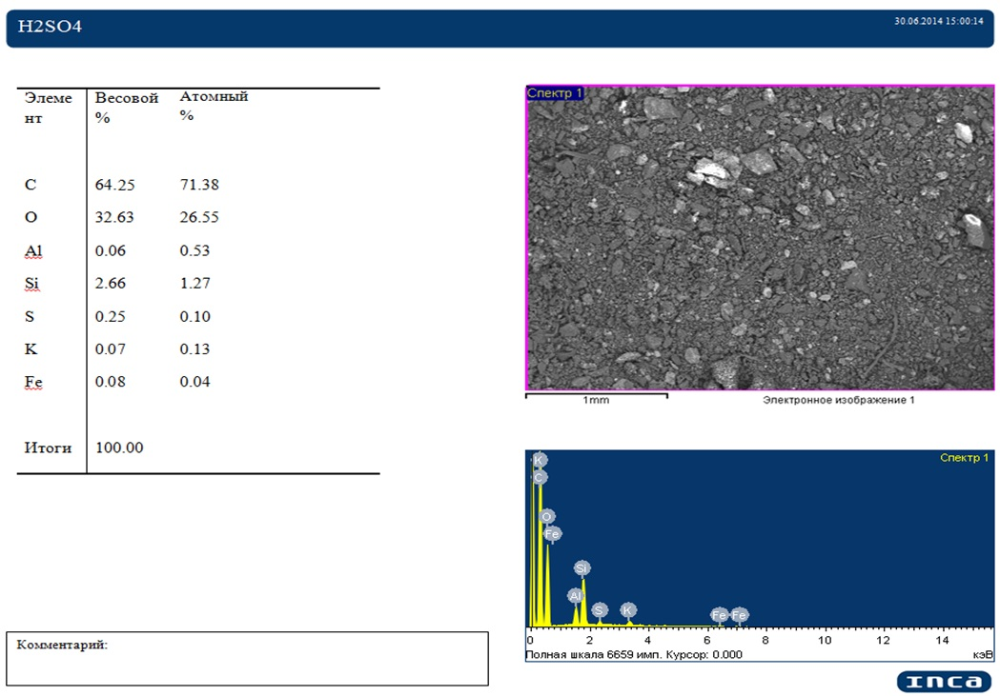 H2SO4
30.06.2014 15:00:14
Элеме Весовой Атомный
нт % %
C 64.25 71.38
O 32.63 26.55
Al 0.06 0.53
Si 2.66 1.27
S 0.25 0.10
K 0.07 0.13
Fe 0.08 0.04
Итоги 100.00
Комментарий:
Спектр 1
1mm
Электронное изображение 1
Спектр 1
K
C
O
Fe
Si
Al
S
K
Fe
Fe
0 2 4 6 8 10 12 14
Полная шкала 6659 имп. Курсор: 0.000
кэВ
INCA